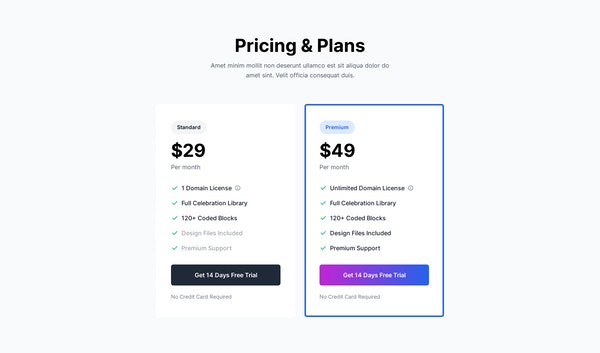 Pricing & Plans
Amet minim mollit non deserunt ullamco est sit aliqua dolor do
amet sint. Velit officia consequat duis.
Standard
$29
Per month
1 Domain License
Full Celebration Library
120+ Coded Blocks
Design Files Included
Premium Support
Get 14 Days Free Trial
No Credit Card Required
Premium
$49
Per month
Unlimited Domain License
Full Celebration Library
120+ Coded Blocks
Design Files Included
Premium Support
Get 14 Days Free Trial
No Credit Card Required